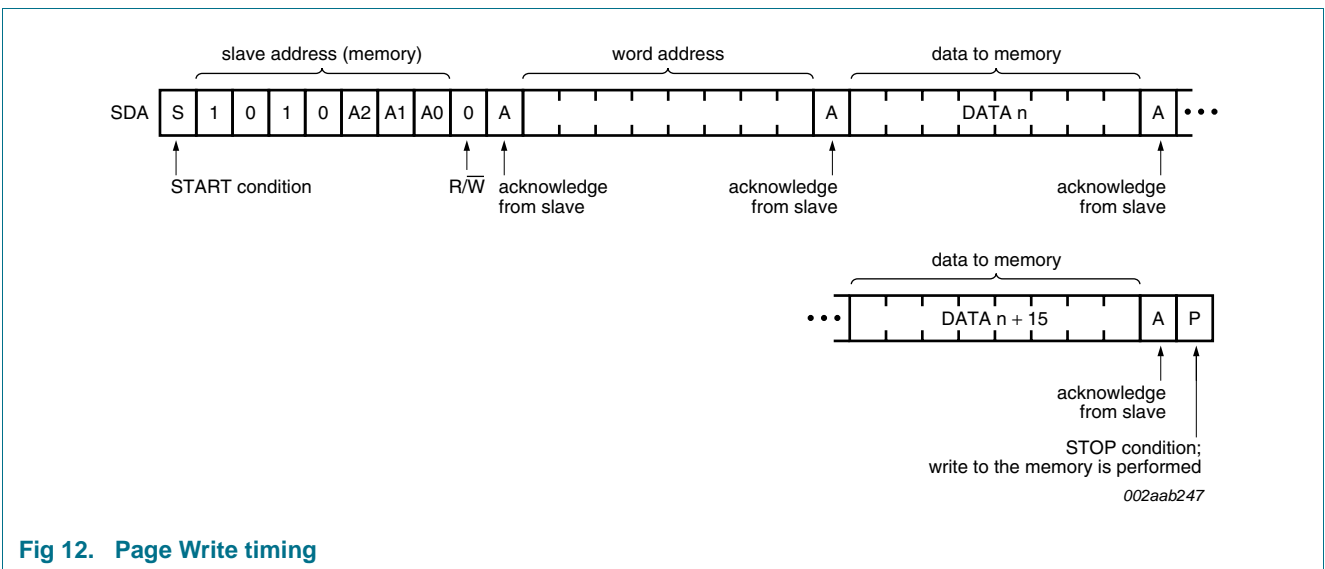 slave address (memory) word address data to memory
SDA S 1 0 1 0 A2 A1 A0 0 A A DATA n A •••
START condition R/W̅ acknowledge from slave acknowledge from slave acknowledge from slave
data to memory
••• DATA n + 15 A P
acknowledge
from slave
STOP condition;
write to the memory is performed
002aab247
Fig 12. Page Write timing